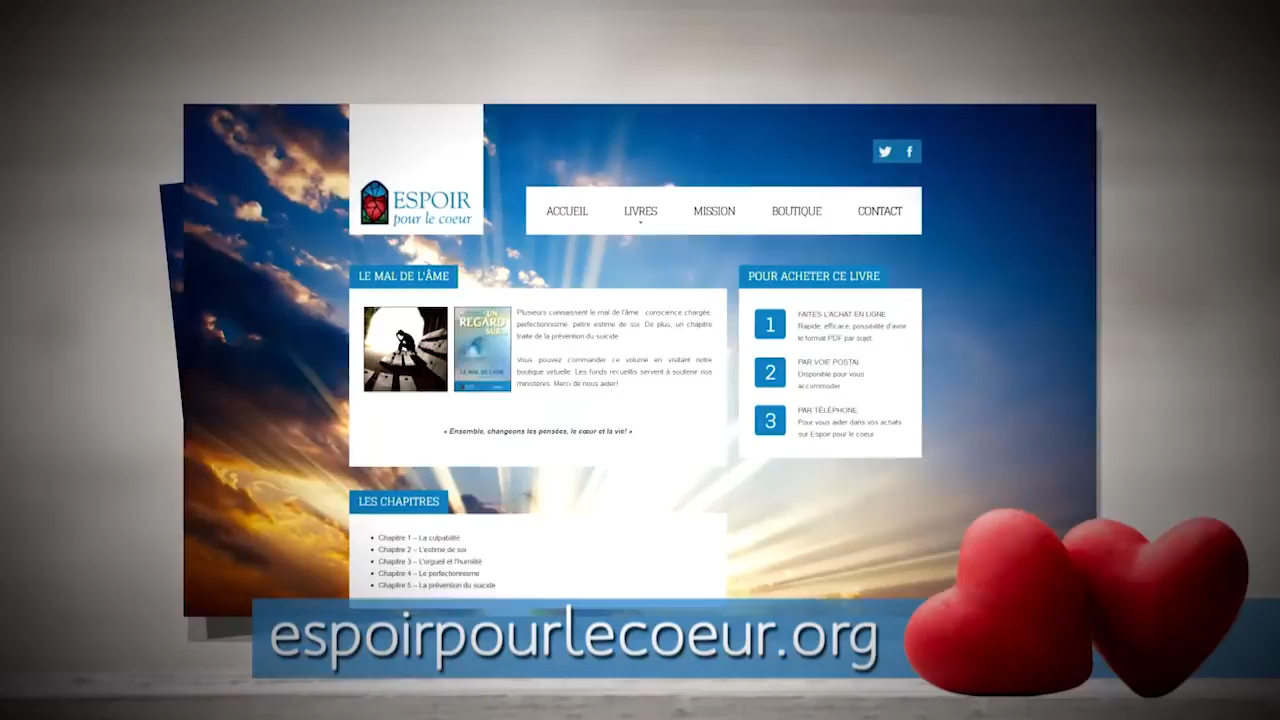 ESPOIR
pour le coeur
ACCUEIL LIVRES MISSION BOUTIQUE CONTACT
LE MAL DE L'ÂME
UN
REGARD
SUR
LE MAL DE L'ÂME
Plusieurs connaissent le mal de l'âme : conscience chargée,
perfectionnisme, piètre estime de soi. De plus, un chapitre
traite de la prévention du suicide.
Vous pouvez commander ce volume en visitant notre
boutique virtuelle. Les fonds recueillis servent à soutenir nos
ministères. Merci de nous aider!
« Ensemble, changeons les pensées, le cœur et la vie! »
POUR ACHETER CE LIVRE
1
FAITES L'ACHAT EN LIGNE
Rapide, efficace, possibilité d'avoir
le format PDF par sujet.
2
PAR VOIE POSTAL
Disponible pour vous
accommoder
3
PAR TÉLÉPHONE
Pour vous aider dans vos achats
sur Espoir pour le coeur
LES CHAPITRES
• Chapitre 1 – La culpabilité
• Chapitre 2 – L'estime de soi
• Chapitre 3 – L'orgueil et l'humilité
• Chapitre 4 – Le perfectionnisme
• Chapitre 5 – La prévention du suicide
espoirpourlecoeur.org